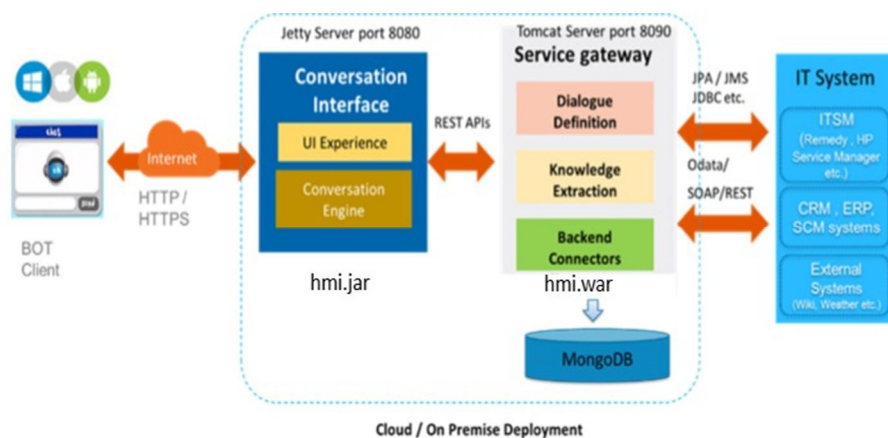 Jetty Server port 8080
Tomcat Server port 8090
Conversation
Interface
UI Experience
Conversation
Engine
hmi.jar
Service gateway
Dialogue
Definition
Knowledge
Extraction
Backend
Connectors
hmi.war
MongoDB
REST APIs
Internet
HTTP /
HTTPS
BOT
Client
JPA / JMS
JDBC etc.
Odata/
SOAP/REST
IT System
ITSM
(Remedy , HP
Service Manager
etc.)
CRM , ERP,
SCM systems
External
Systems
(Wiki, Weather etc.)
Cloud / On Premise Deployment